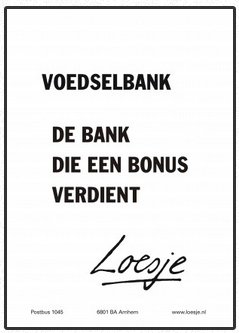 VOEDSELBANK
DE BANK
DIE EEN BONUS
VERDIENT
Loesje
Postbus 1045 6801 BA Arnhem www.loesje.nl